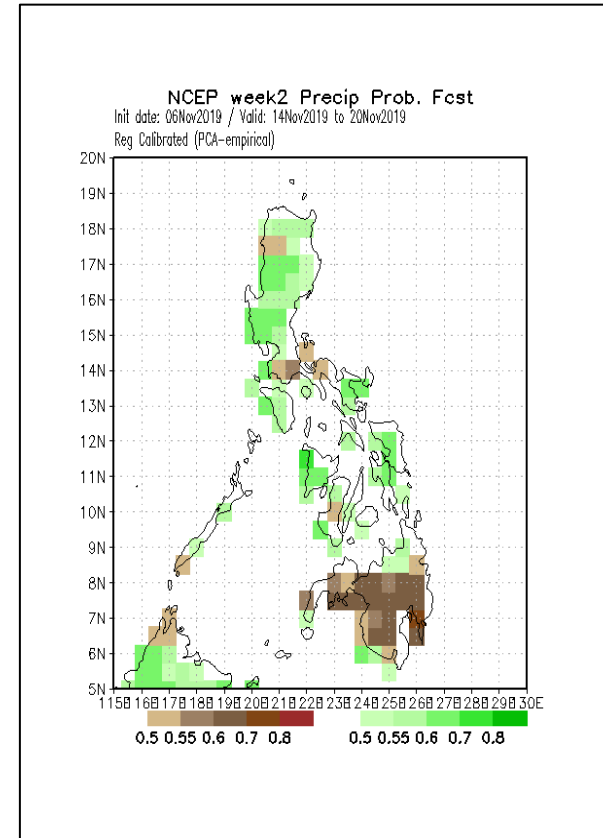 NCEP week2 Precip Prob. Fcst
Init date: 06Nov2019 / Valid: 14Nov2019 to 20Nov2019
Reg Calibrated (PCA-empirical)
20N
19N
18N
17N
16N
15N
14N
13N
12N
11N
10N
9N
8N
7N
6N
5N
115E 116E 117E 118E 119E 120E 121E 122E 123E 124E 125E 126E 127E 128E 129E 130E
0.5 0.55 0.6 0.7 0.8 0.5 0.55 0.6 0.7 0.8